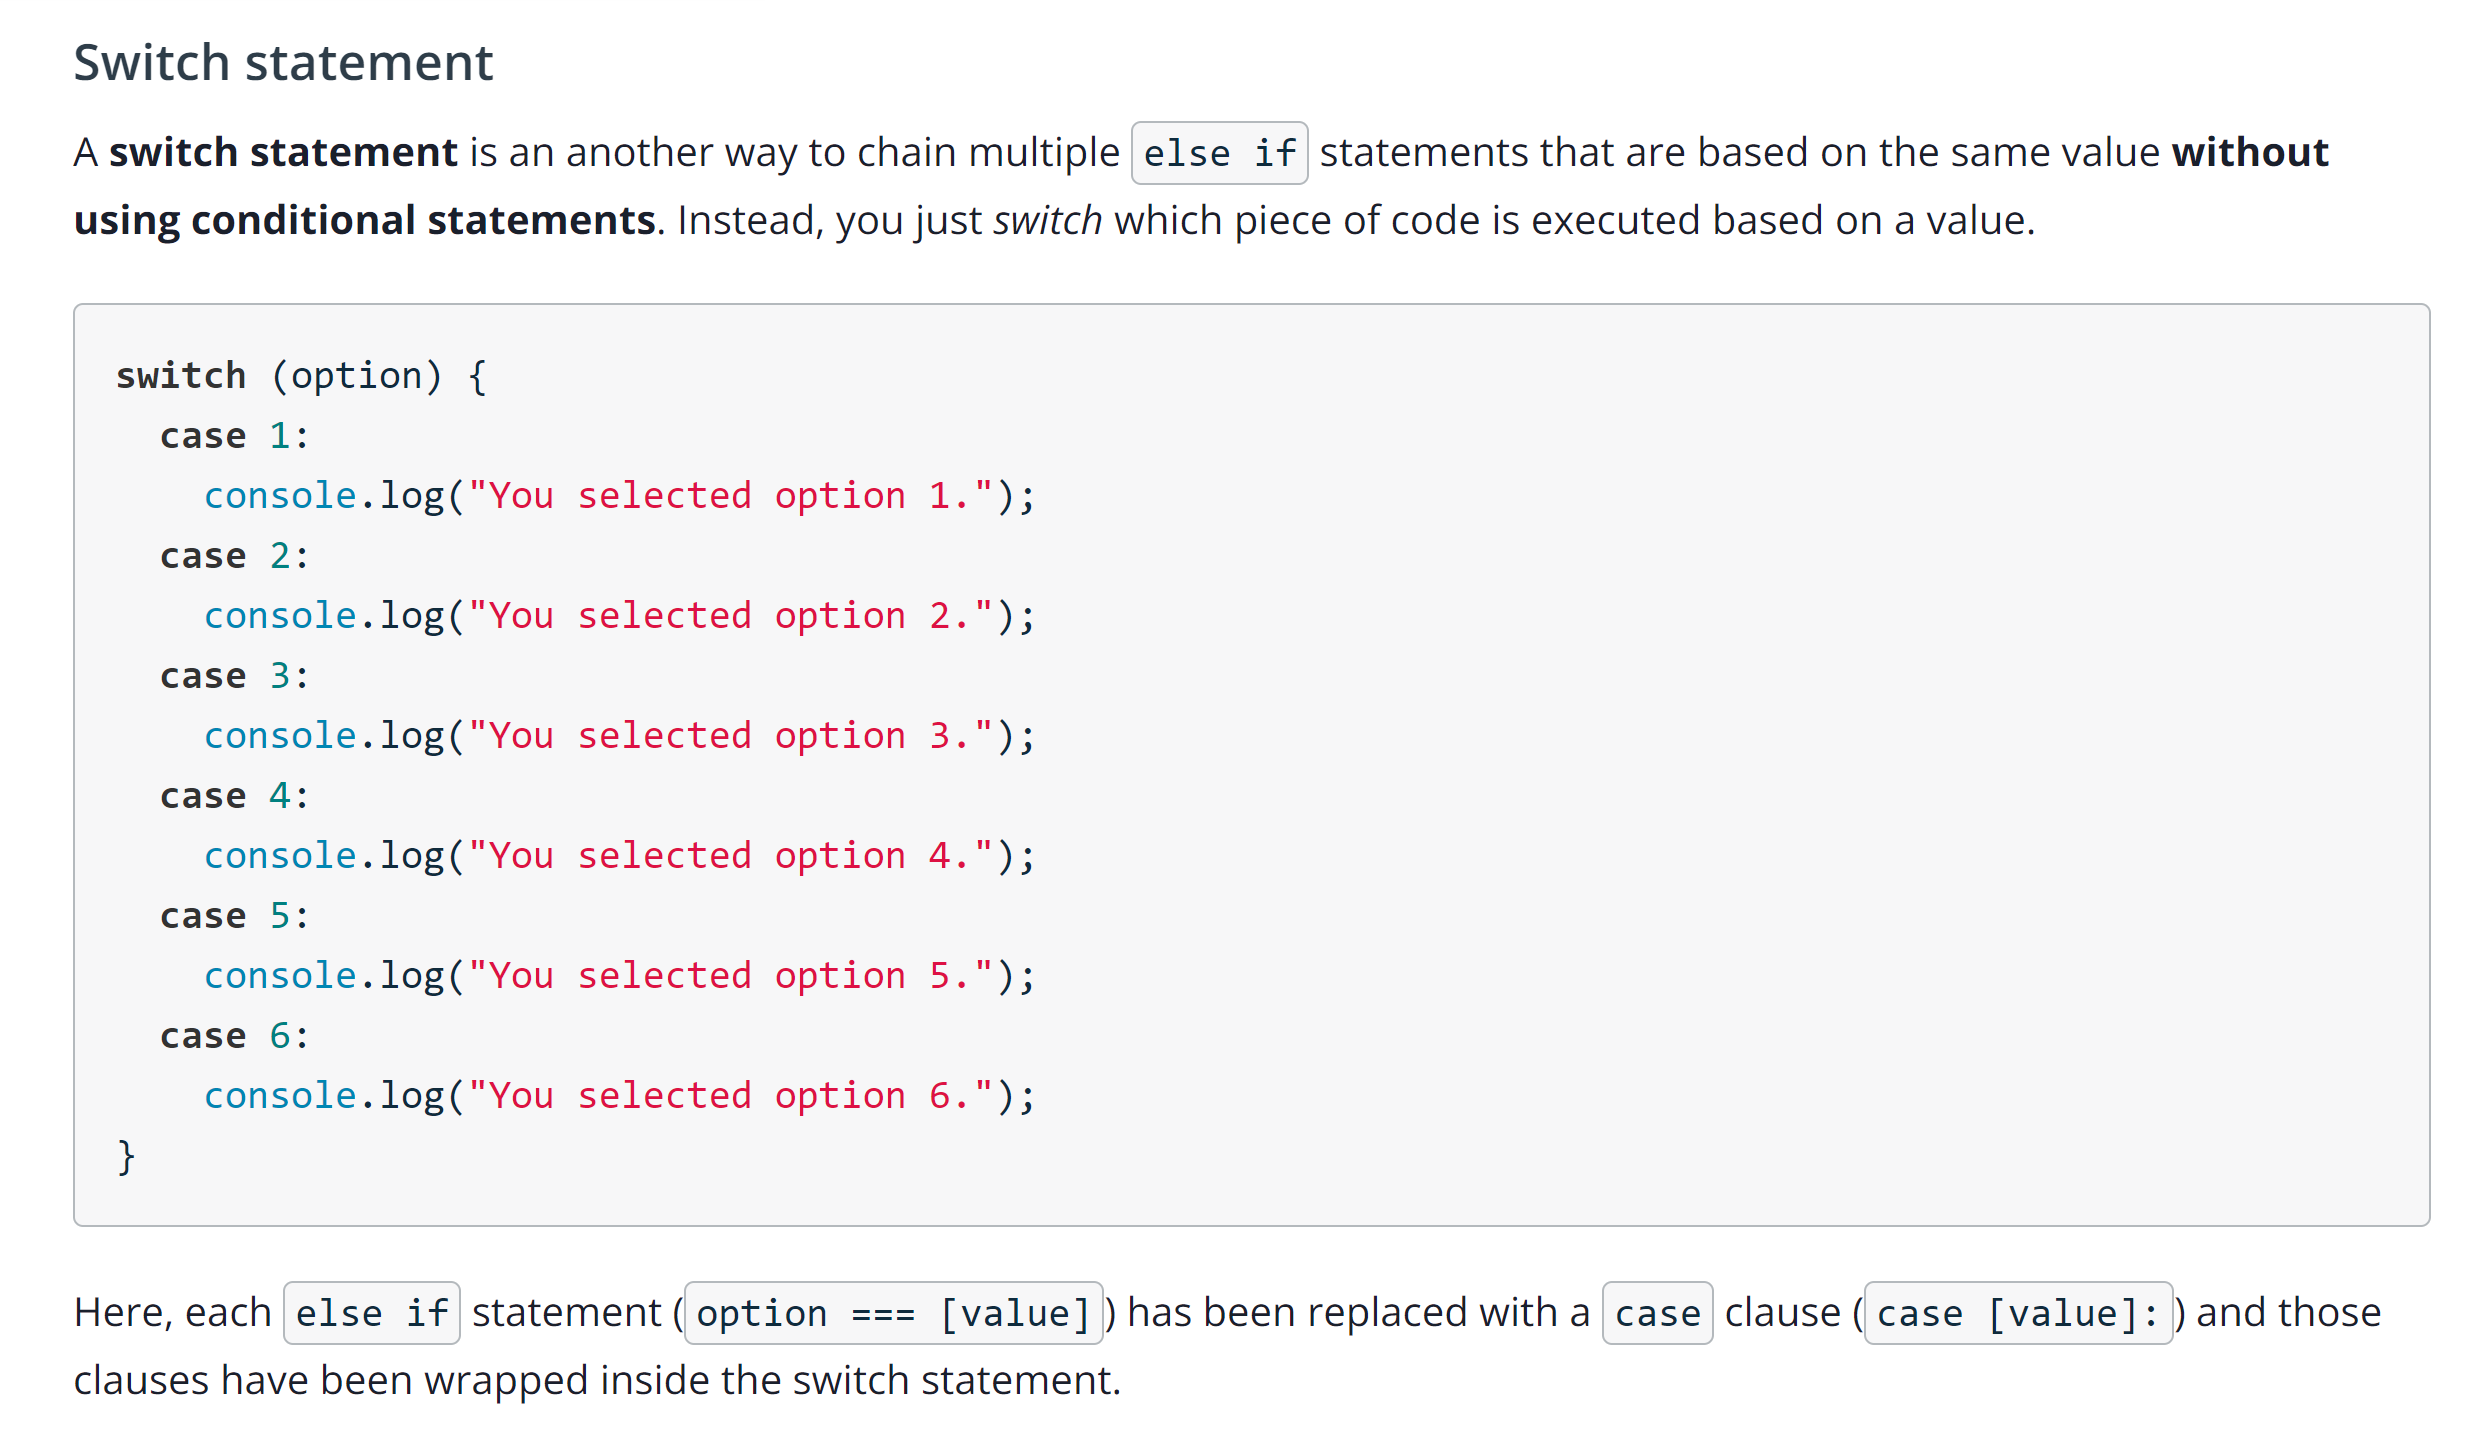 Switch statement
A switch statement is an another way to chain multiple else if statements that are based on the same value without
using conditional statements. Instead, you just switch which piece of code is executed based on a value.
switch (option) {
  case 1:
    console.log("You selected option 1.");
  case 2:
    console.log("You selected option 2.");
  case 3:
    console.log("You selected option 3.");
  case 4:
    console.log("You selected option 4.");
  case 5:
    console.log("You selected option 5.");
  case 6:
    console.log("You selected option 6.");
}
Here, each else if statement (option === [value]) has been replaced with a case clause (case [value]:) and those
clauses have been wrapped inside the switch statement.